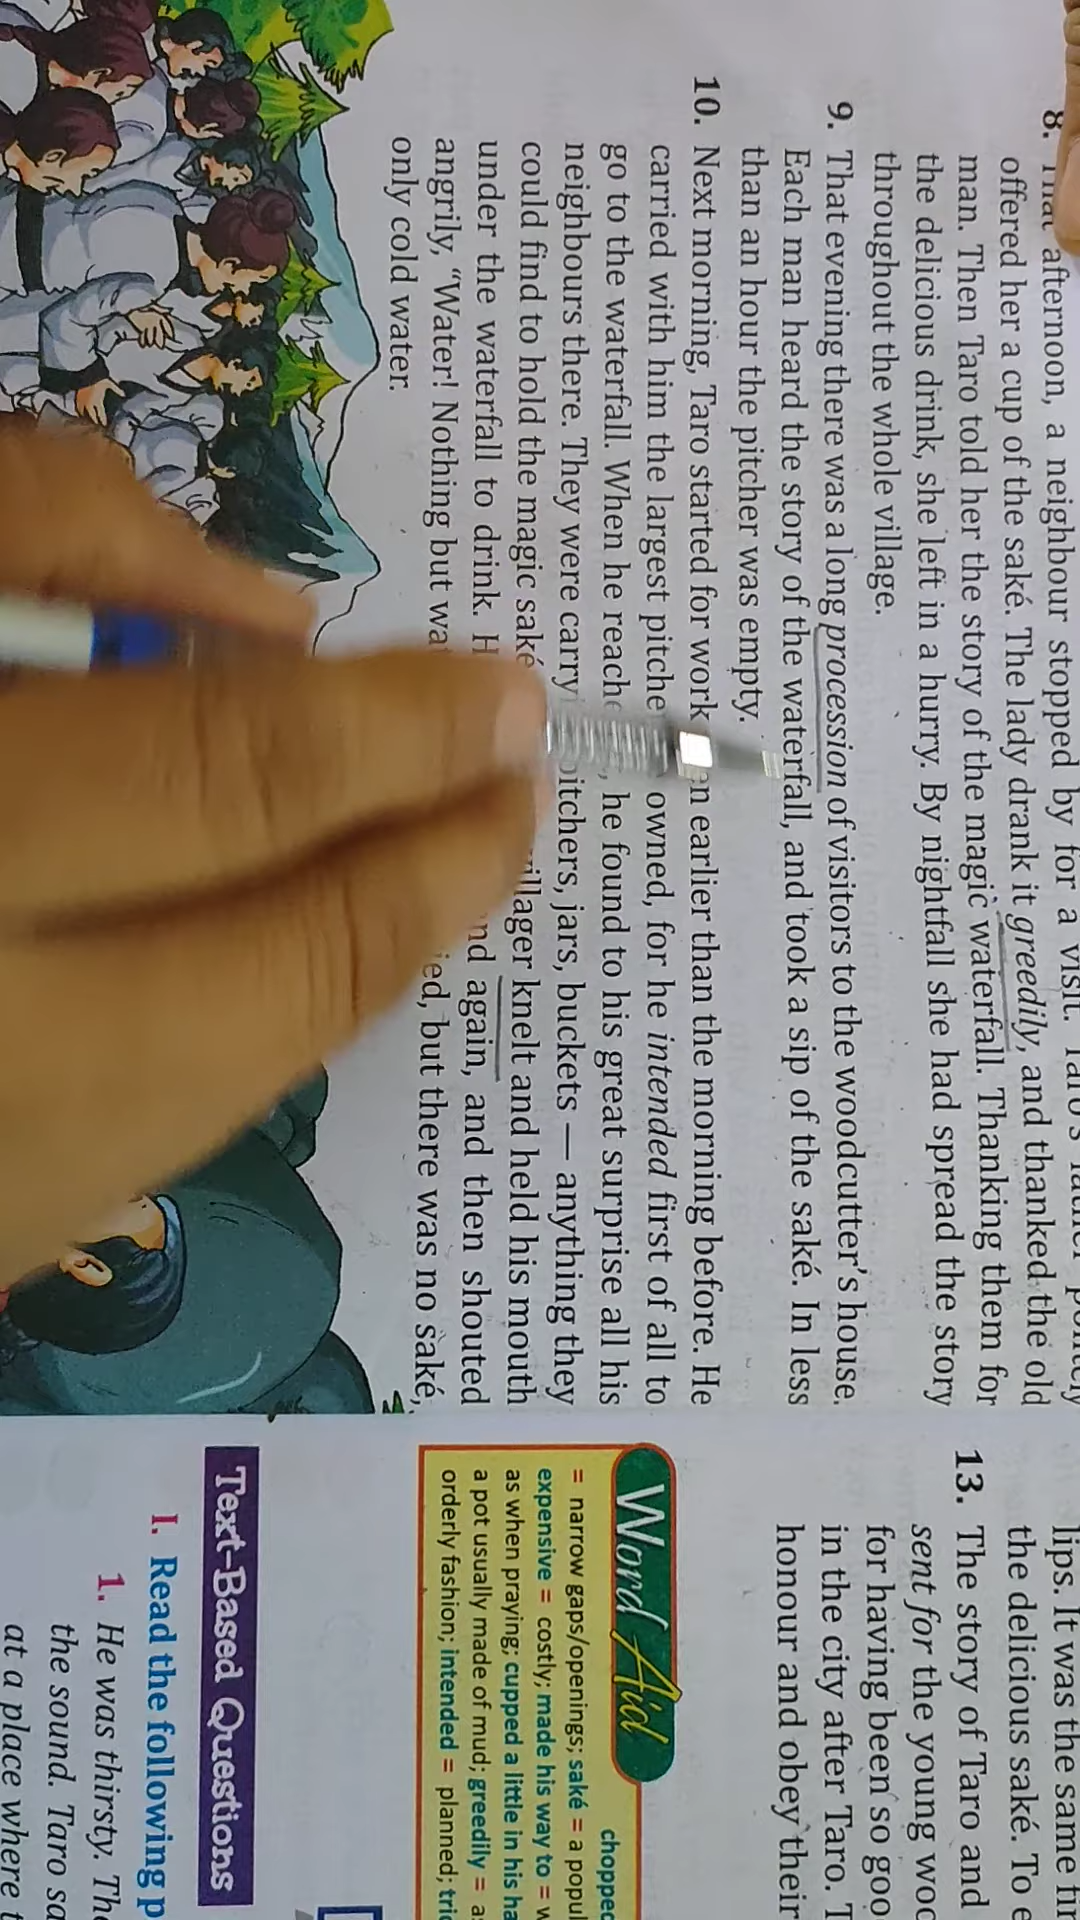 8. That afternoon, a neighbour stopped by for a visit.
offered her a cup of the saké. The lady drank it greedily, and thanked the old
man. Then Taro told her the story of the magic waterfall. Thanking them for
the delicious drink, she left in a hurry. By nightfall she had spread the story
throughout the whole village.
9. That evening there was a long procession of visitors to the woodcutter's house.
Each man heard the story of the waterfall, and took a sip of the saké. In less
than an hour the pitcher was empty.
10. Next morning, Taro started for work earlier than the morning before. He
carried with him the largest owned, for he intended first of all to
go to the waterfall. When he he found to his great surprise all his
neighbours there. They were pitchers, jars, buckets — anything they
could find to hold the magic saké villager knelt and held his mouth
under the waterfall to drink. again, and then shouted
angrily, "Water! Nothing but but there was no saké,
only cold water.
lips. It was the same
the delicious saké. To
13. The story of Taro and
sent for the young
for having been so
in the city after Taro.
honour and obey their
Word Aid
chopped
= narrow gaps/openings; saké = a
expensive = costly; made his way to =
as when praying; cupped a little in his
a pot usually made of mud; greedily =
orderly fashion; intended = planned;
Text-Based Questions
I. Read the following
1. He was thirsty.
the sound. Taro
at a place where